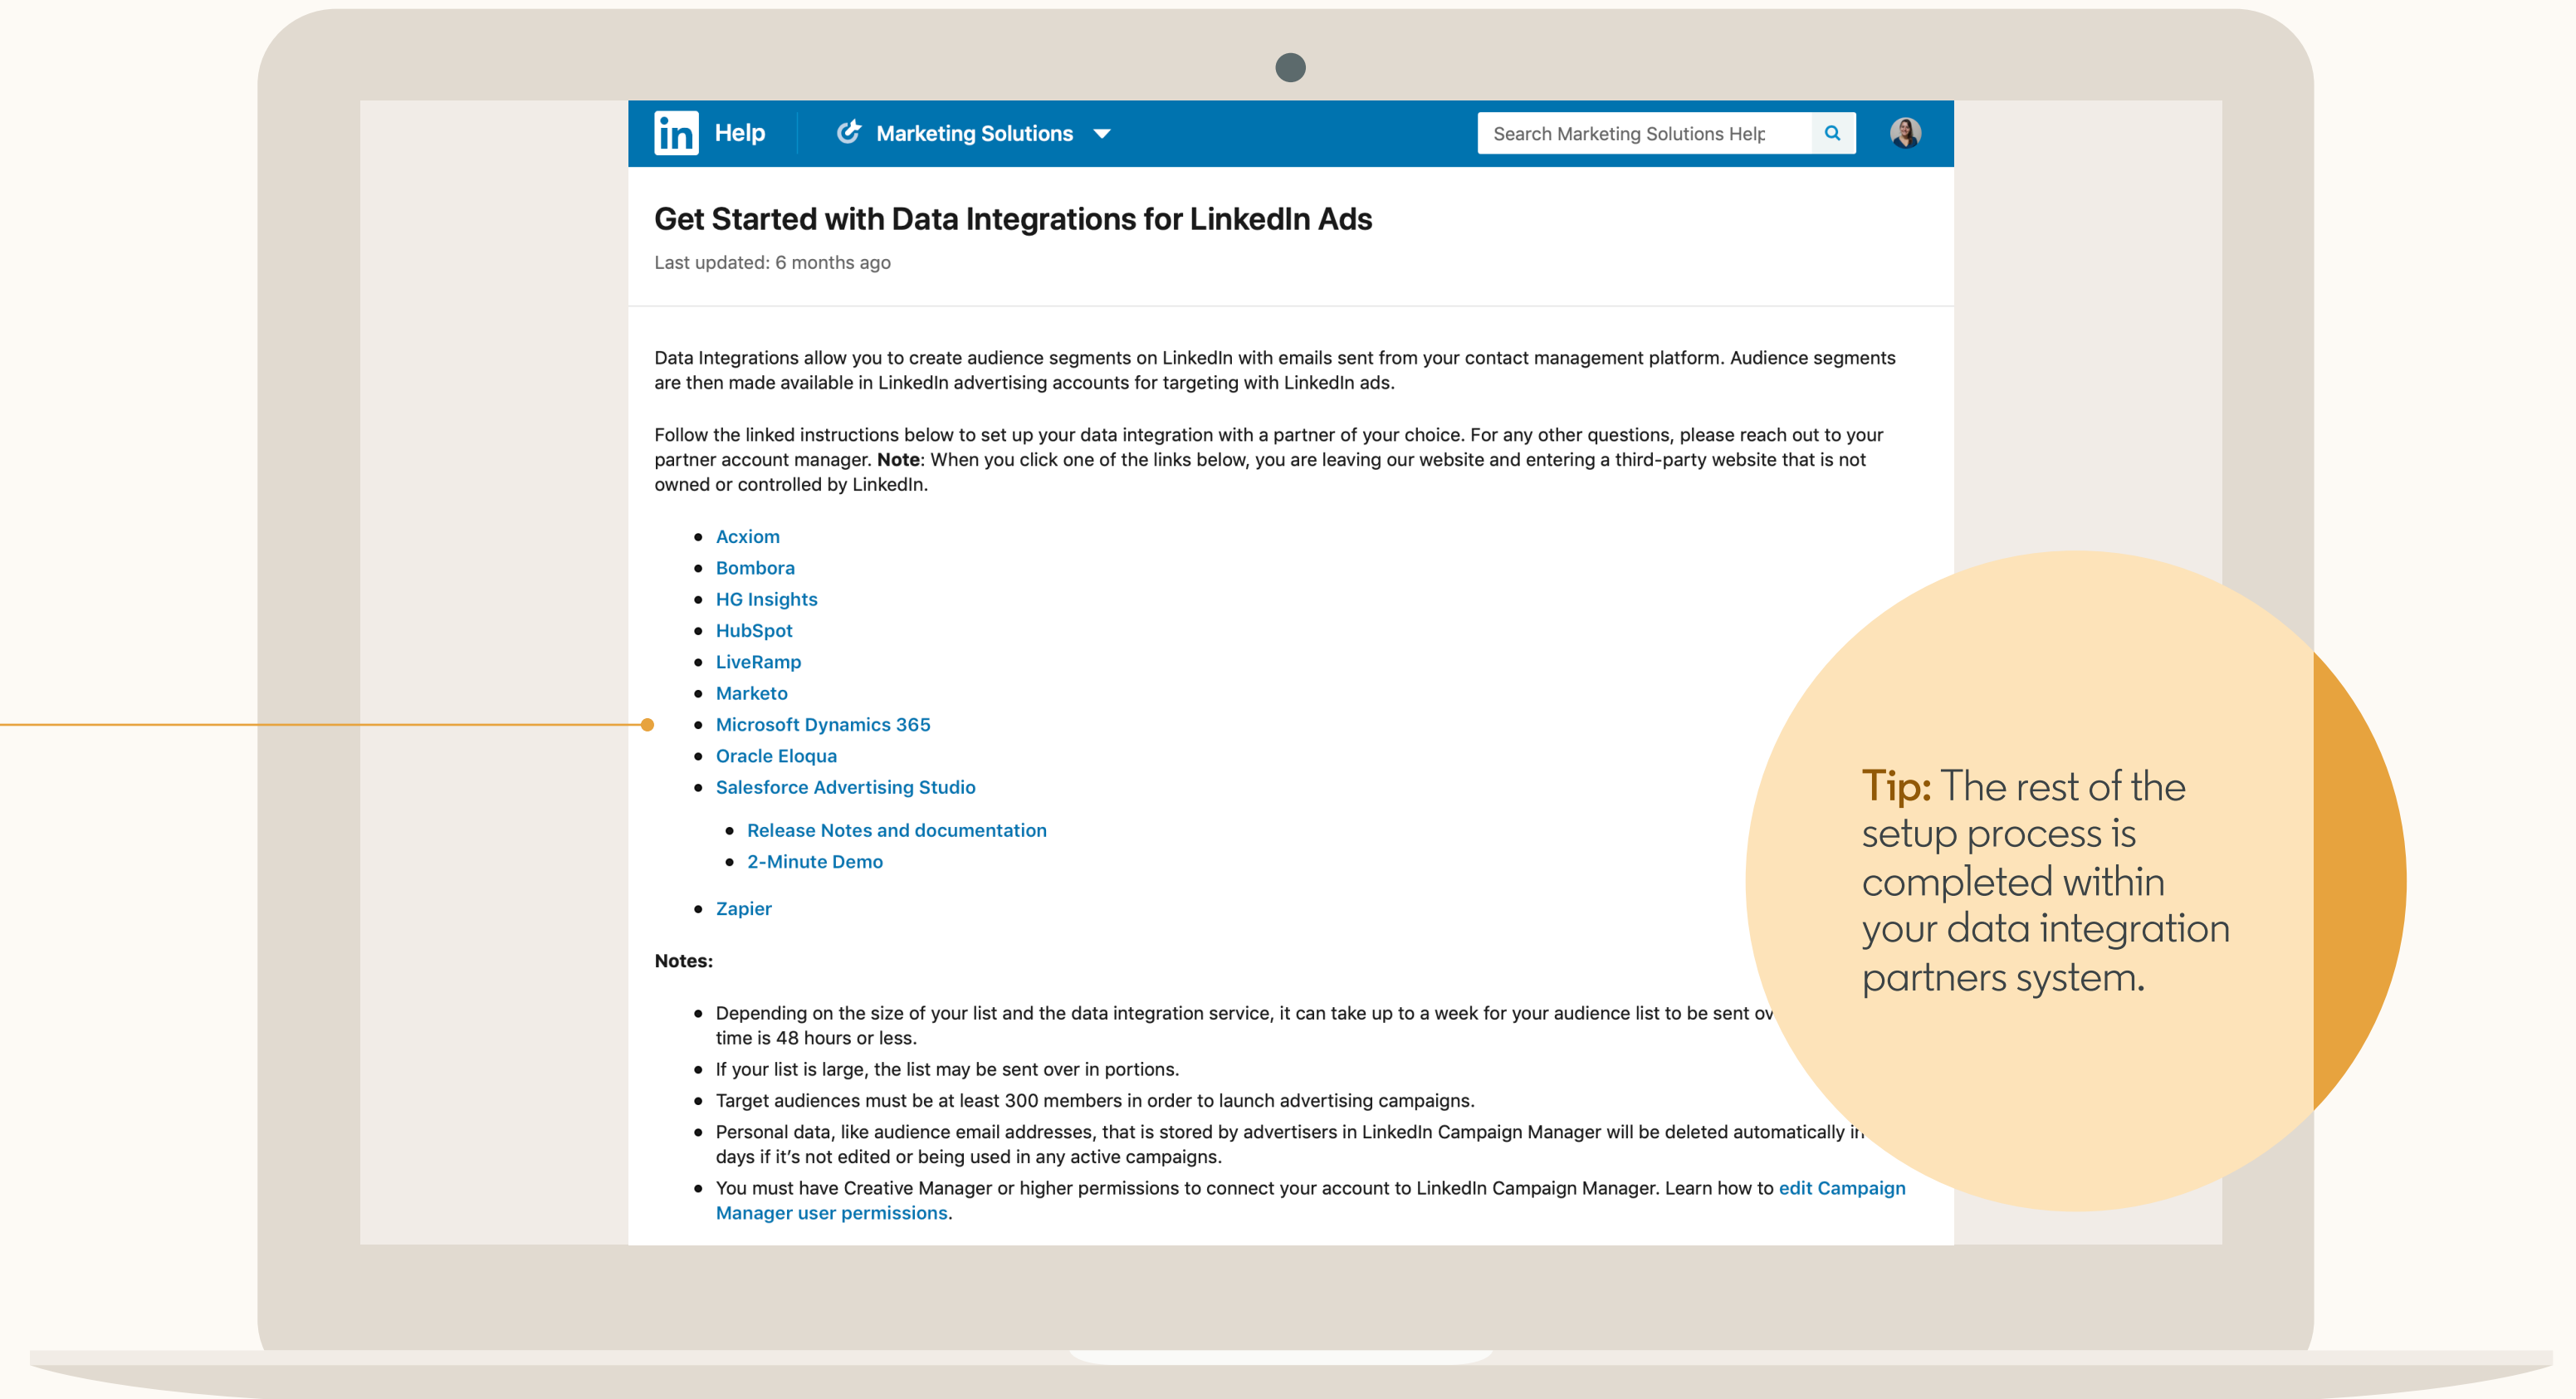 in Help Marketing Solutions Search Marketing Solutions Help
Get Started with Data Integrations for LinkedIn Ads
Last updated: 6 months ago
Data Integrations allow you to create audience segments on LinkedIn with emails sent from your contact management platform. Audience segments
are then made available in LinkedIn advertising accounts for targeting with LinkedIn ads.
Follow the linked instructions below to set up your data integration with a partner of your choice. For any other questions, please reach out to your
partner account manager. Note: When you click one of the links below, you are leaving our website and entering a third-party website that is not
owned or controlled by LinkedIn.
• Acxiom
• Bombora
• HG Insights
• HubSpot
• LiveRamp
• Marketo
• Microsoft Dynamics 365
• Oracle Eloqua
• Salesforce Advertising Studio
• Release Notes and documentation
• 2-Minute Demo
• Zapier
Notes:
• Depending on the size of your list and the data integration service, it can take up to a week for your audience list to be sent
time is 48 hours or less.
• If your list is large, the list may be sent over in portions.
• Target audiences must be at least 300 members in order to launch advertising campaigns.
• Personal data, like audience email addresses, that is stored by advertisers in LinkedIn Campaign Manager will be deleted automatically
days if it’s not edited or being used in any active campaigns.
• You must have Creative Manager or higher permissions to connect your account to LinkedIn Campaign Manager. Learn how to edit Campaign
Manager user permissions.
Tip: The rest of the
setup process is
completed within
your data integration
partners system.